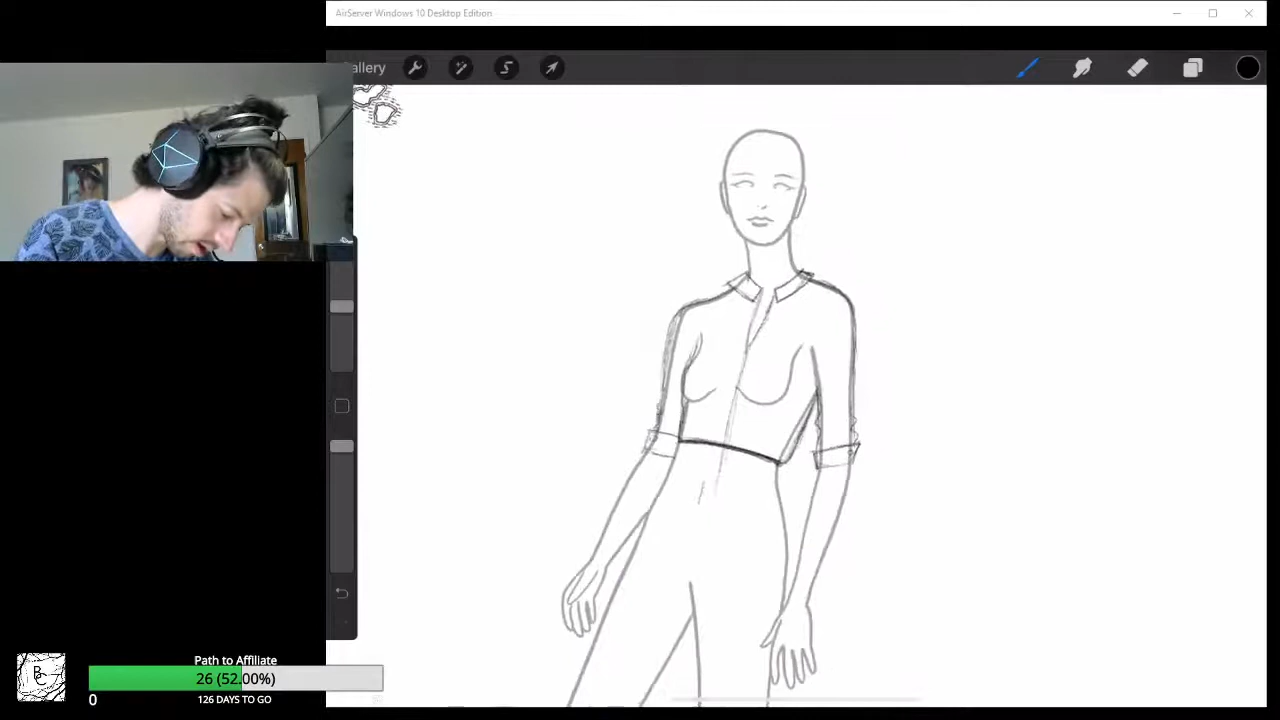 AirServer Windows 10 Desktop Edition
allery
Path to Affiliate
26 (52.00%)
0
126 DAYS TO GO
B